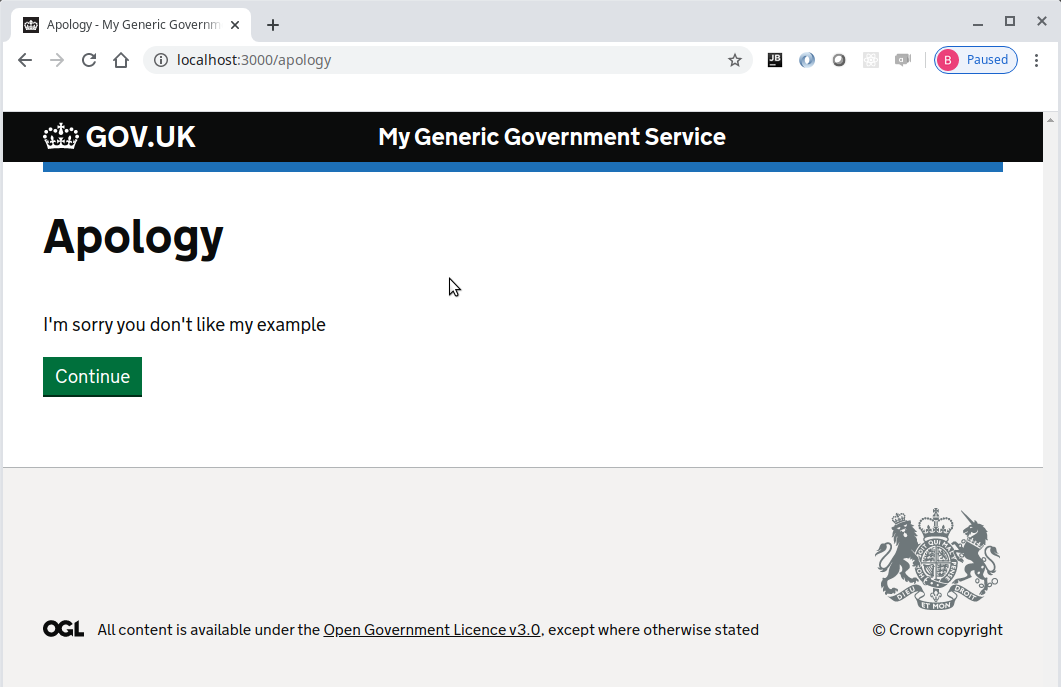 Apology - My Generic Governm
localhost:3000/apology
JB
B Paused
GOV.UK
My Generic Government Service
Apology
I'm sorry you don't like my example
Continue
DIEU ET MON DROIT
OGL All content is available under the Open Government Licence v3.0, except where otherwise stated
© Crown copyright